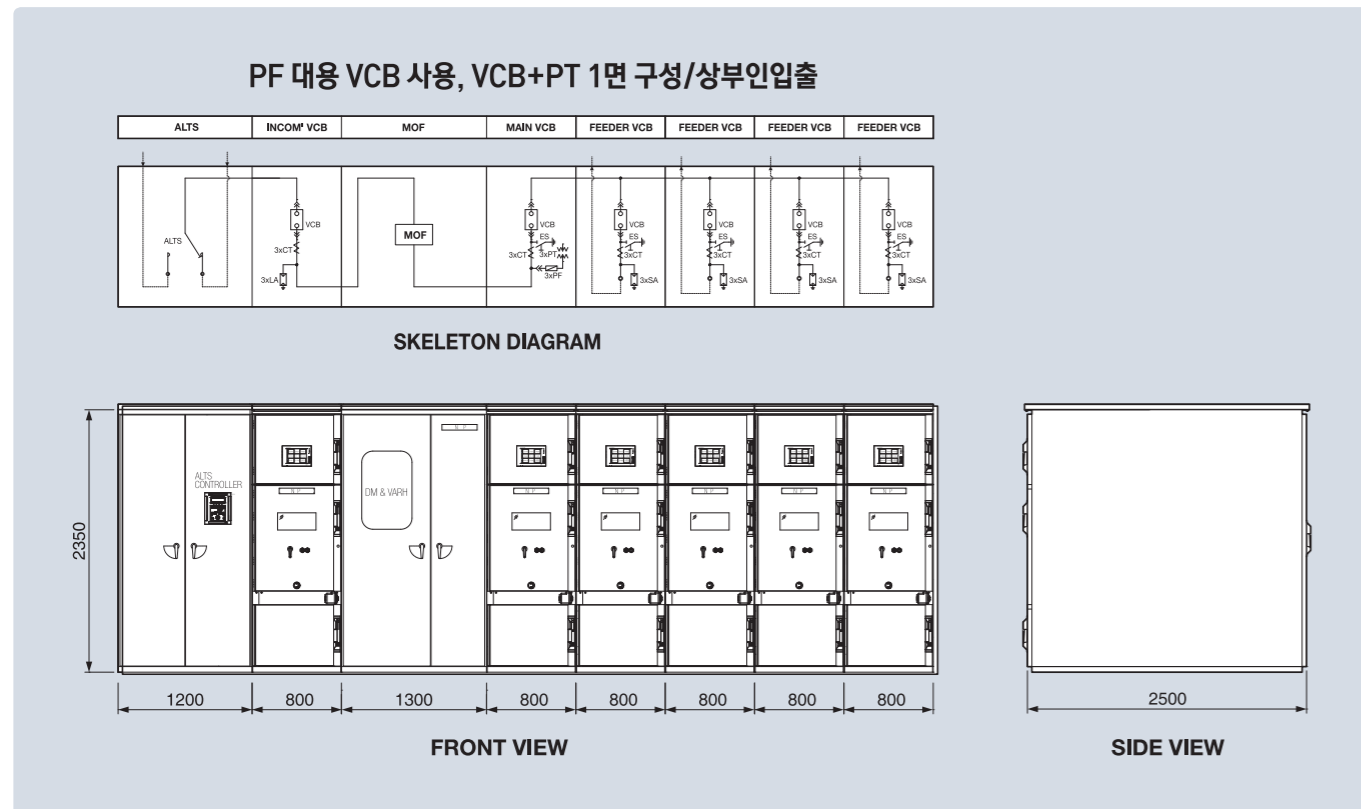 PF 대용 VCB 사용, VCB+PT 1면 구성/상부인입출
ALTS INCOM' VCB MOF MAIN VCB FEEDER VCB FEEDER VCB FEEDER VCB FEEDER VCB
VCB MOF VCB VCB VCB VCB VCB
ALTS ES ES ES ES ES
3xCT 3xCT 3xPT 3xCT 3xCT 3xCT 3xCT
3xLA 3xPF 3xSA 3xSA 3xSA 3xSA
SKELETON DIAGRAM
ALTS
CONTROLLER
N P
DM & VARH
N P N P N P N P N P N P
2350
1200 800 1300 800 800 800 800 800
2500
FRONT VIEW
SIDE VIEW